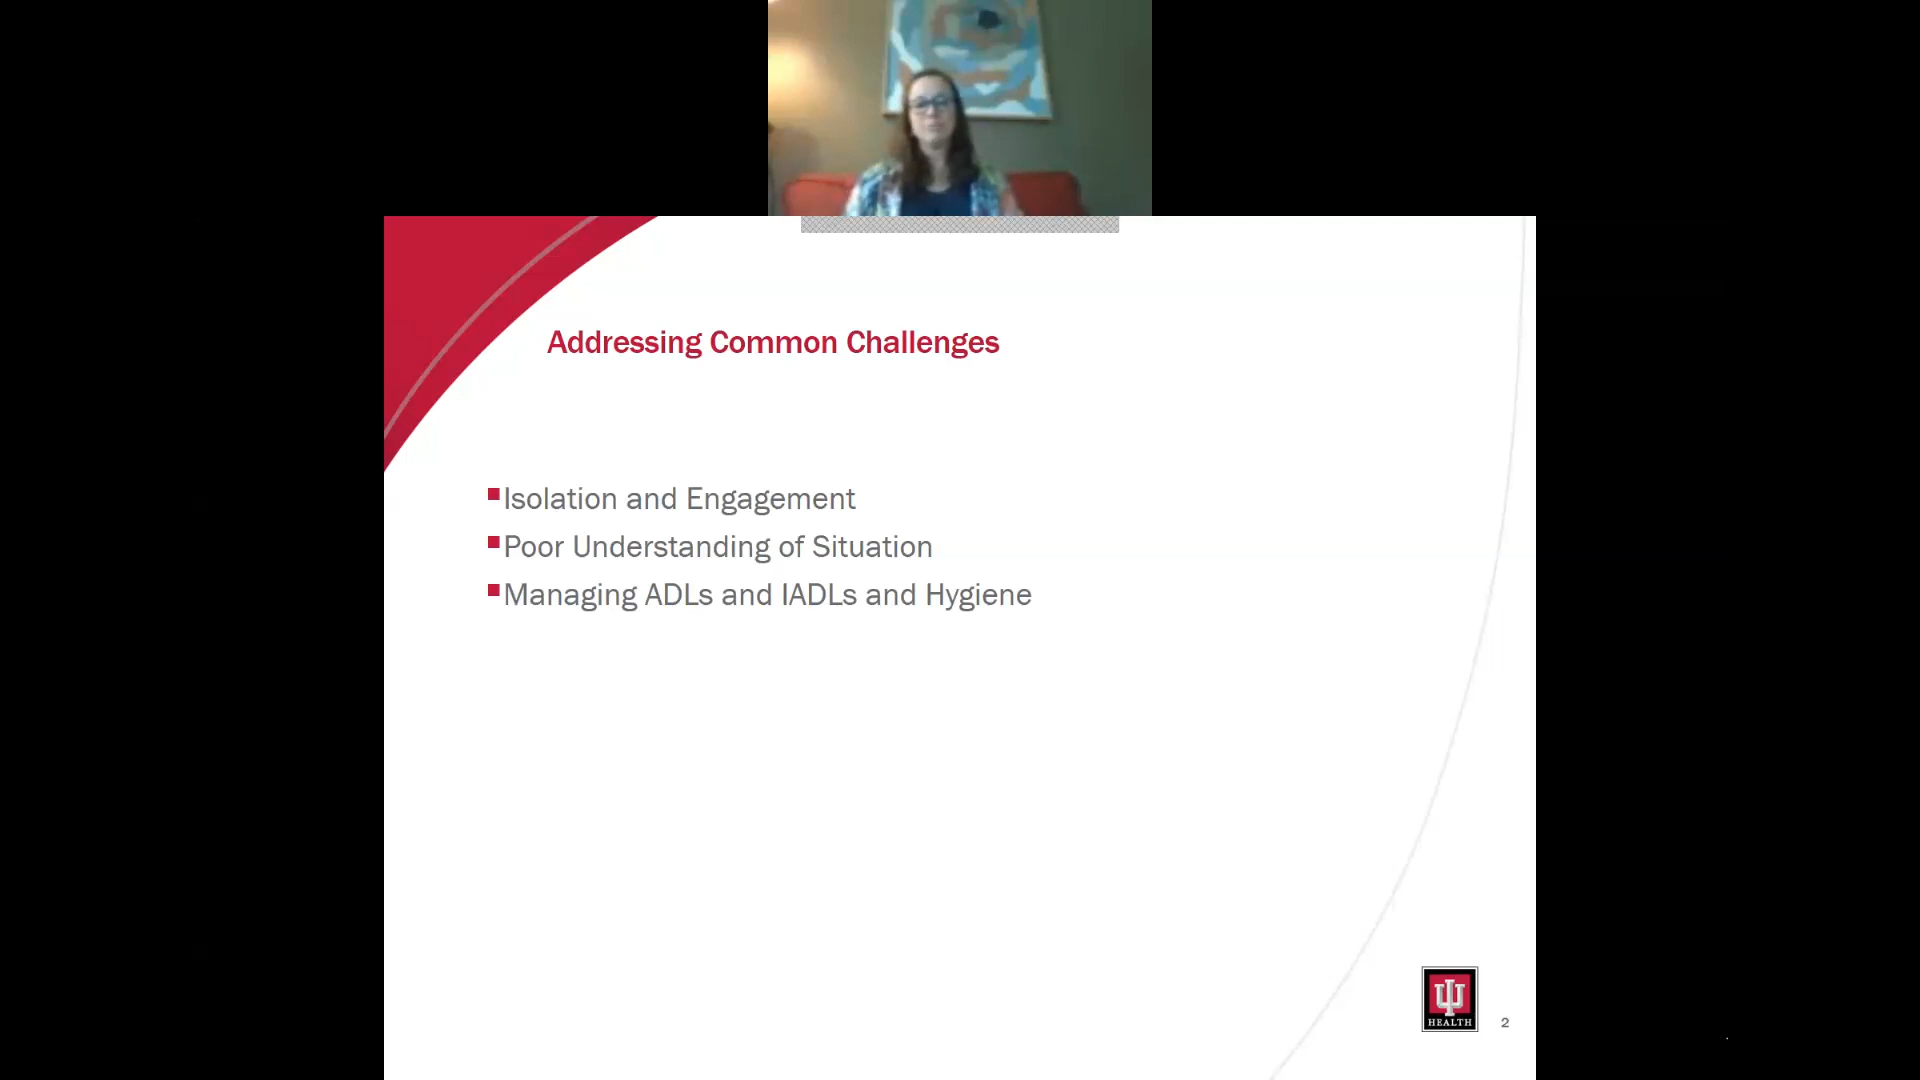 Addressing Common Challenges
Isolation and Engagement
Poor Understanding of Situation
Managing ADLs and IADLs and Hygiene
HEALTH
2